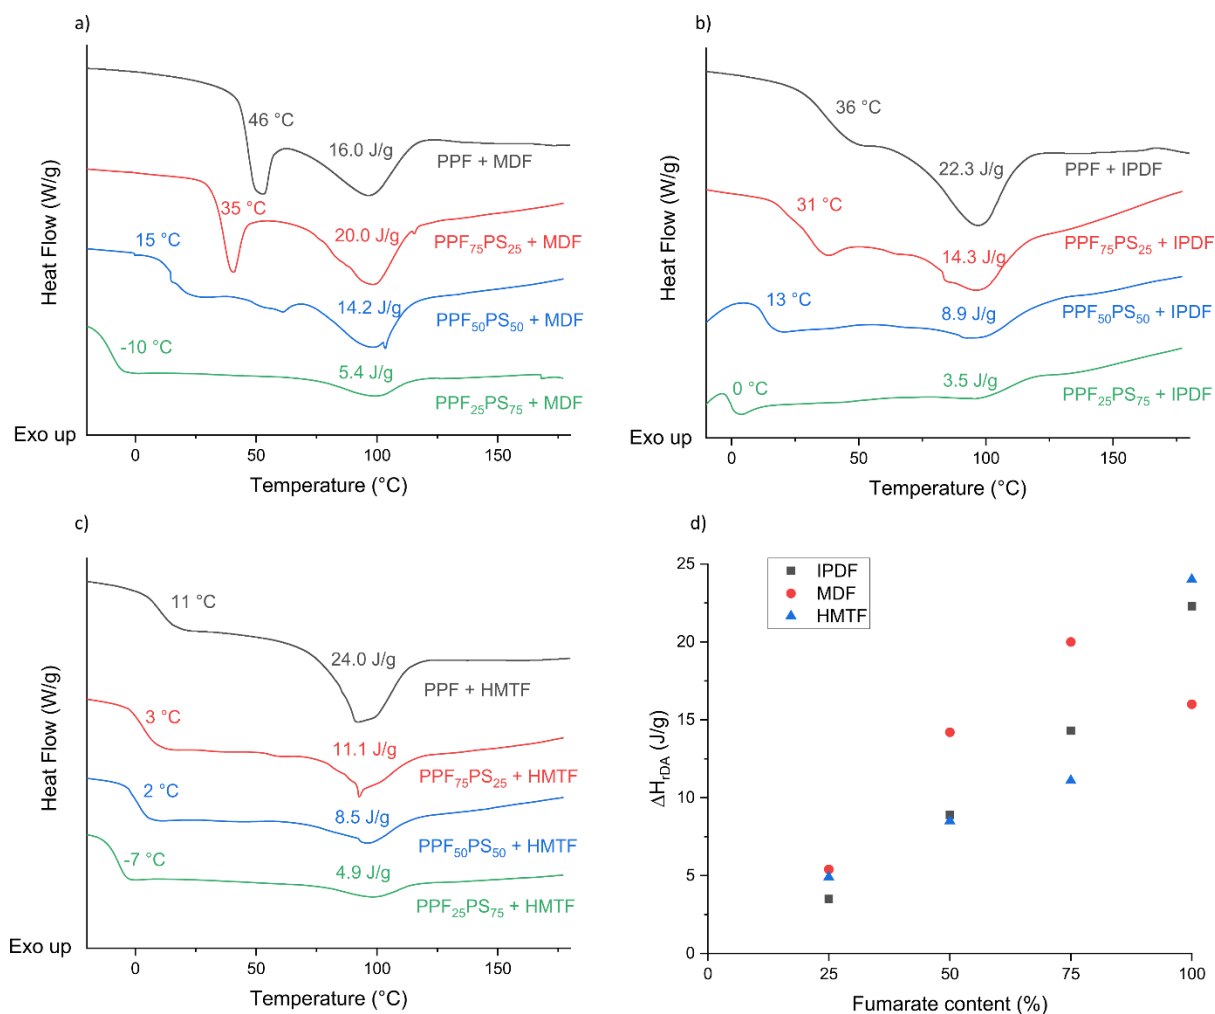 a)
Heat Flow (W/g)
46 °C
16.0 J/g
PPF + MDF
35 °C
20.0 J/g
PPF₇₅PS₂₅ + MDF
15 °C
14.2 J/g
PPF₅₀PS₅₀ + MDF
-10 °C
5.4 J/g
PPF₂₅PS₇₅ + MDF
Exo up
0 50 100 150
Temperature (°C)
b)
Heat Flow (W/g)
36 °C
22.3 J/g
PPF + IPDF
31 °C
14.3 J/g
PPF₇₅PS₂₅ + IPDF
13 °C
8.9 J/g
PPF₅₀PS₅₀ + IPDF
0 °C
3.5 J/g
PPF₂₅PS₇₅ + IPDF
Exo up
0 50 100 150
Temperature (°C)
c)
Heat Flow (W/g)
11 °C
24.0 J/g
PPF + HMTF
3 °C
11.1 J/g
PPF₇₅PS₂₅ + HMTF
2 °C
8.5 J/g
PPF₅₀PS₅₀ + HMTF
-7 °C
4.9 J/g
PPF₂₅PS₇₅ + HMTF
Exo up
0 50 100 150
Temperature (°C)
d)
IPDF
MDF
HMTF
ΔH_rDA (J/g)
25
20
15
10
5
0
0 25 50 75 100
Fumarate content (%)